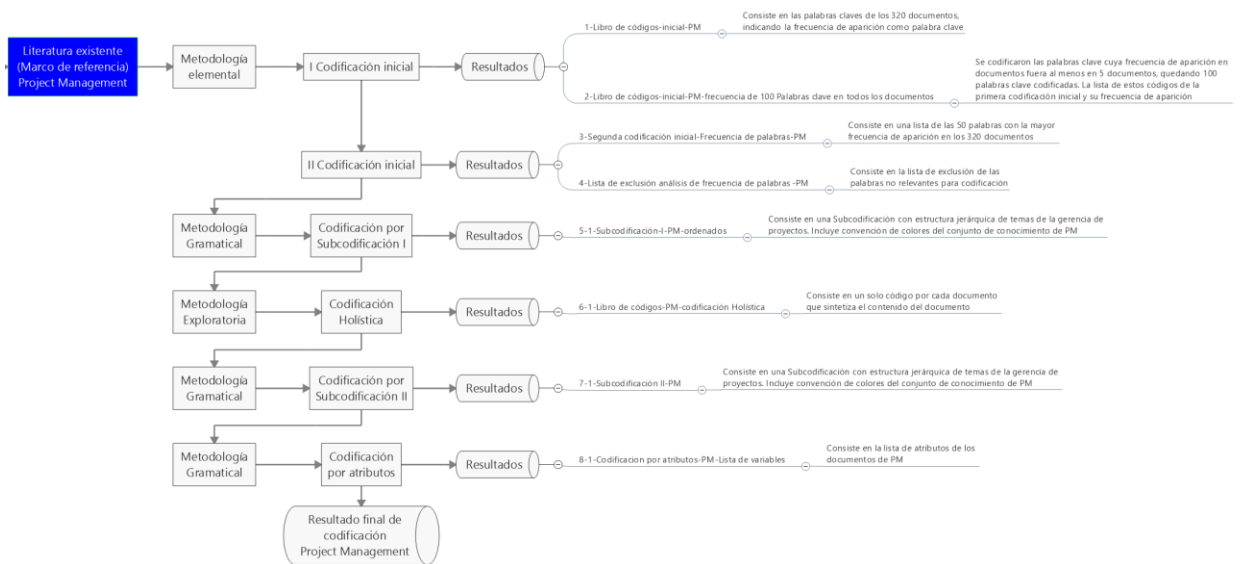 Literatura existente
(Marco de referencia)
Project Management
Metodología
elemental
I Codificación inicial
Resultados
1-Libro de códigos-inicial-PM
Consiste en las palabras claves de los 320 documentos,
indicando la frecuencia de aparición como palabra clave
2-Libro de códigos-inicial-PM-frecuencia de 100 Palabras clave en todos los documentos
Se codificaron las palabras clave cuya frecuencia de aparición en
documentos fuera al menos en 5 documentos, quedando 100
palabras clave codificadas. La lista de estos códigos de la
primera codificación inicial y su frecuencia de aparición
II Codificación inicial
Resultados
3-Segunda codificación inicial-Frecuencia de palabras-PM
Consiste en una lista de las 50 palabras con la mayor
frecuencia de aparición en los 320 documentos
4-Lista de exclusión análisis de frecuencia de palabras -PM
Consiste en la lista de exclusión de las
palabras no relevantes para codificación
Metodología
Gramatical
Codificación por
Subcodificación I
Resultados
5-1-Subcodificación-I-PM-ordenados
Consiste en una Subcodificación con estructura jerárquica de temas de la gerencia de
proyectos. Incluye convención de colores del conjunto de conocimiento de PM
Metodología
Exploratoria
Codificación
Holística
Resultados
6-1-Libro de códigos-PM-codificación Holística
Consiste en un solo código por cada documento
que sintetiza el contenido del documento
Metodología
Gramatical
Codificación por
Subcodificación II
Resultados
7-1-Subcodificación II-PM
Consiste en una Subcodificación con estructura jerárquica de temas de la gerencia de
proyectos. Incluye convención de colores del conjunto de conocimiento de PM
Metodología
Gramatical
Codificación
por atributos
Resultados
8-1-Codificacion por atributos-PM-Lista de variables
Consiste en la lista de atributos de los
documentos de PM
Resultado final de
codificación
Project Management